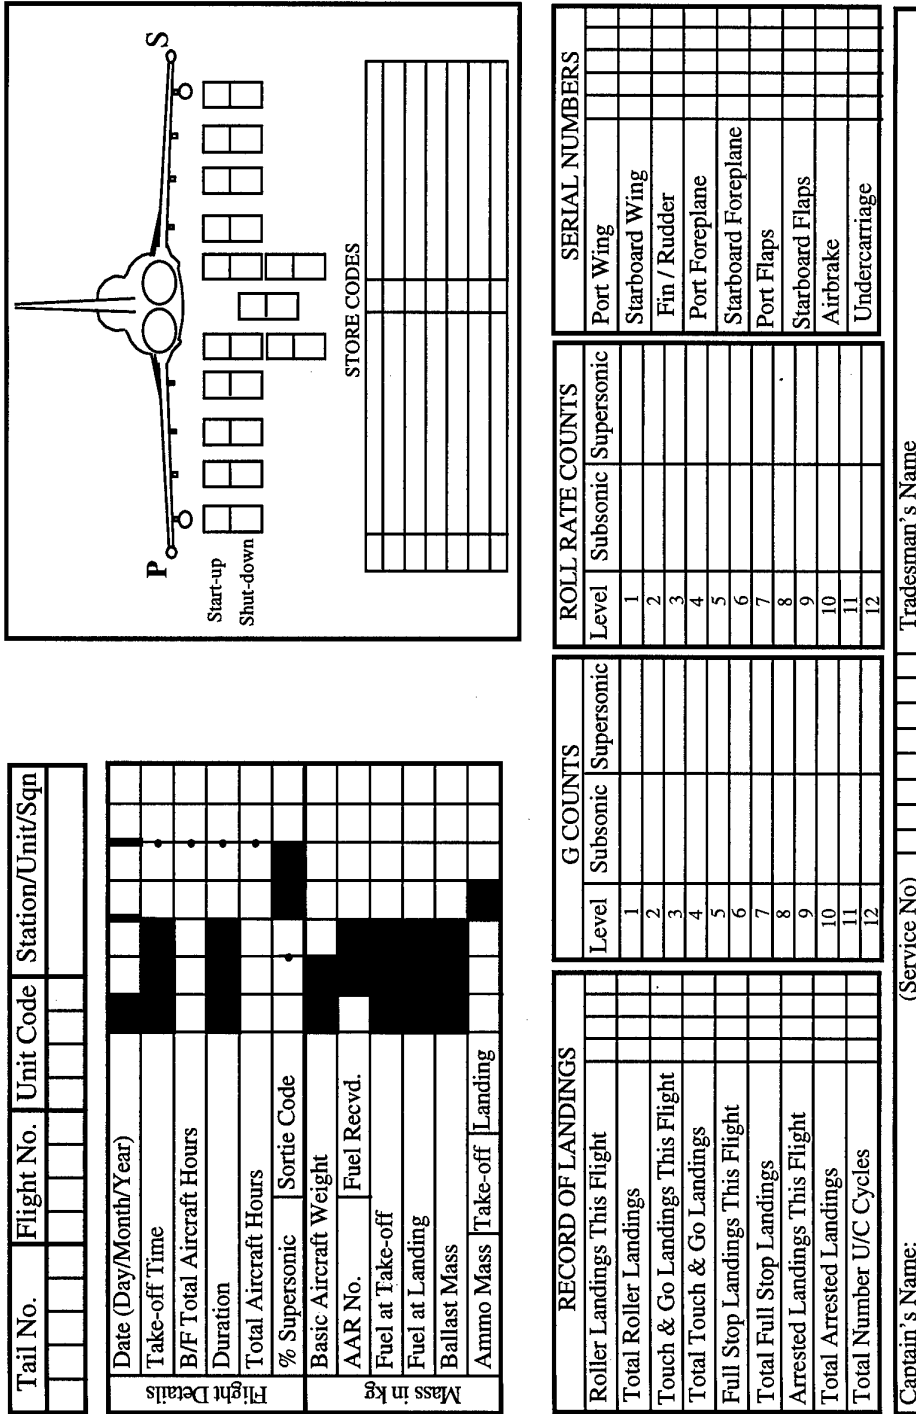 Tail No. Flight No. Unit Code Station/Unit/Sqn
Flight Details
Date (Day/Month/Year)
Take-off Time
B/F Total Aircraft Hours
Duration
Total Aircraft Hours
% Supersonic Sortie Code
Mass in kg
Basic Aircraft Weight
AAR No. Fuel Recvd.
Fuel at Take-off
Fuel at Landing
Ballast Mass
Ammo Mass Take-off Landing
P S
Start-up
Shut-down
STORE CODES
RECORD OF LANDINGS
Roller Landings This Flight
Total Roller Landings
Touch & Go Landings This Flight
Total Touch & Go Landings
Full Stop Landings This Flight
Total Full Stop Landings
Arrested Landings This Flight
Total Arrested Landings
Total Number U/C Cycles
G COUNTS
Level Subsonic Supersonic
1
2
3
4
5
6
7
8
9
10
11
12
ROLL RATE COUNTS
Level Subsonic Supersonic
1
2
3
4
5
6
7
8
9
10
11
12
SERIAL NUMBERS
Port Wing
Starboard Wing
Fin / Rudder
Port Foreplane
Starboard Foreplane
Port Flaps
Starboard Flaps
Airbrake
Undercarriage
Captain's Name: (Service No) Tradesman's Name